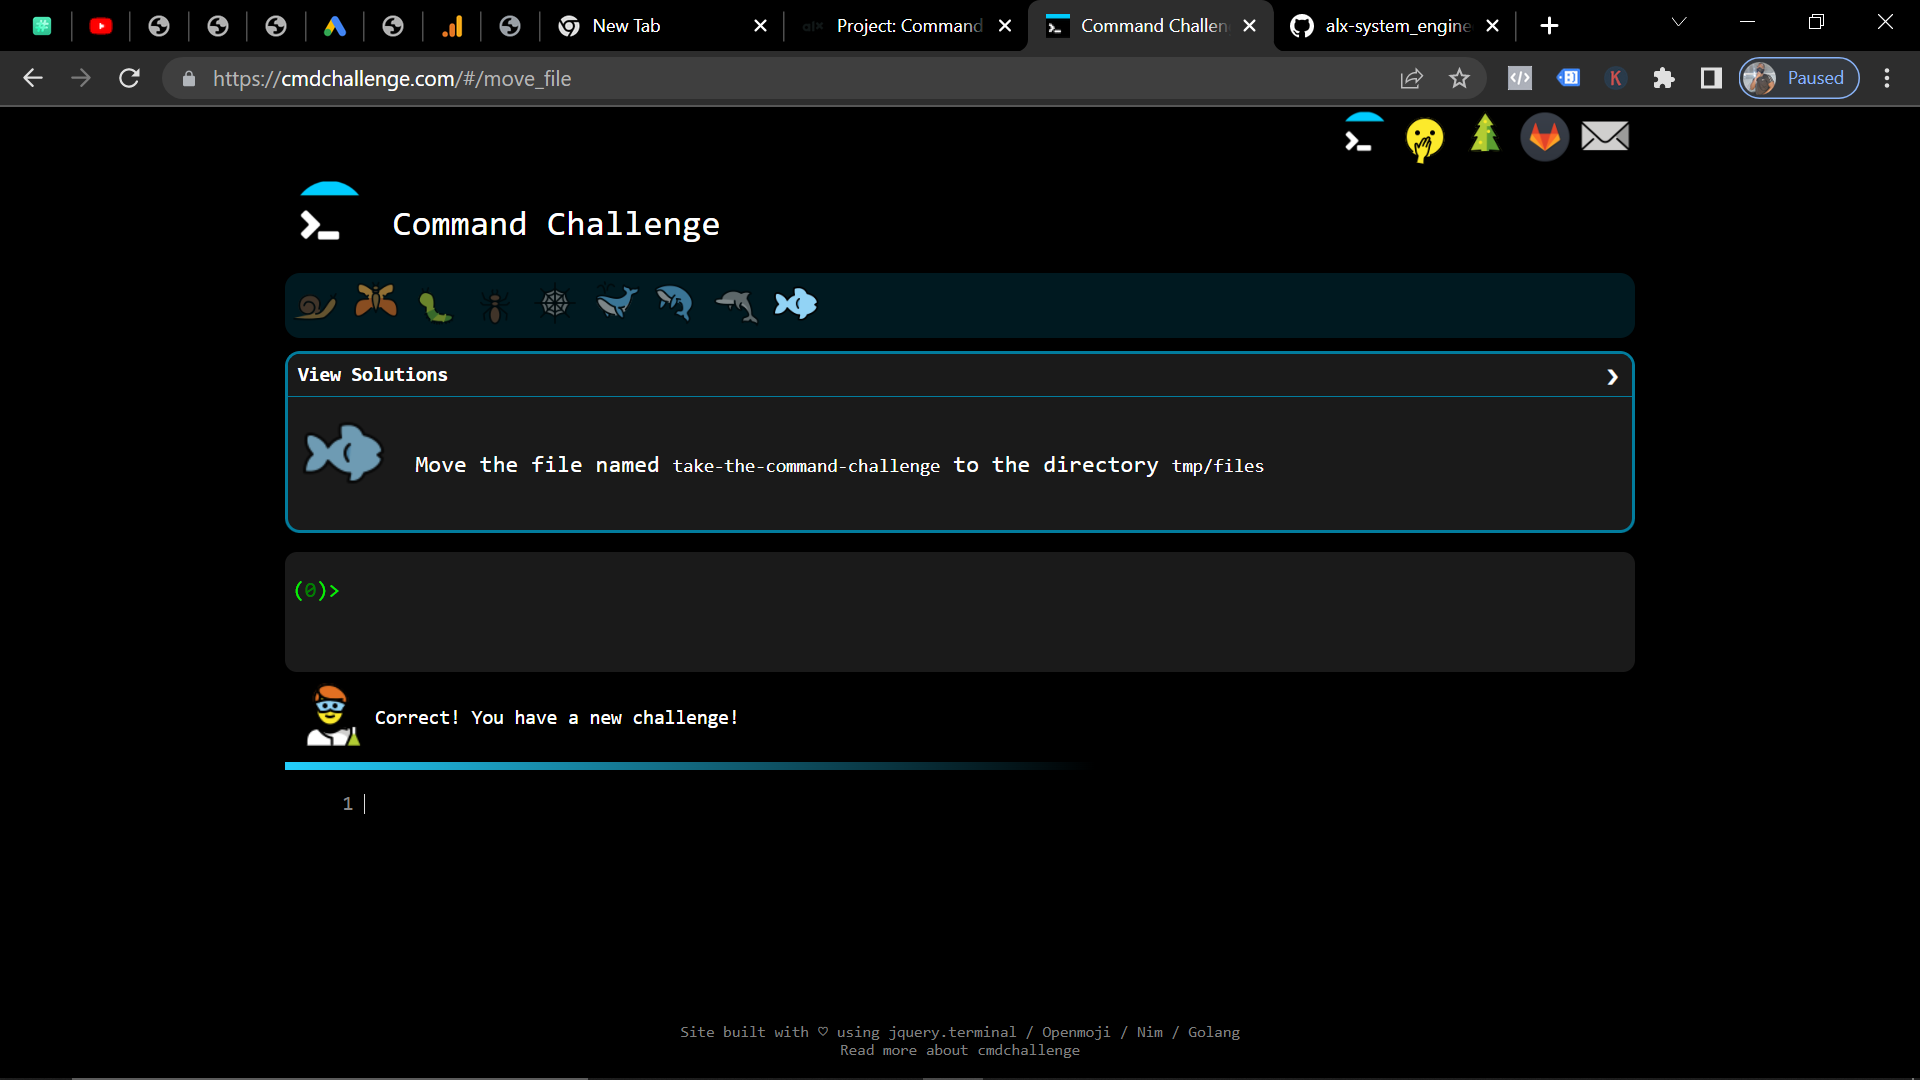 New Tab
alx Project: Command
Command Challen
alx-system_engine
https://cmdchallenge.com/#/move_file
K
Paused
Command Challenge
View Solutions
Move the file named take-the-command-challenge to the directory tmp/files
(0)>
Correct! You have a new challenge!
1
Site built with ♡ using jquery.terminal / Openmoji / Nim / Golang
Read more about cmdchallenge